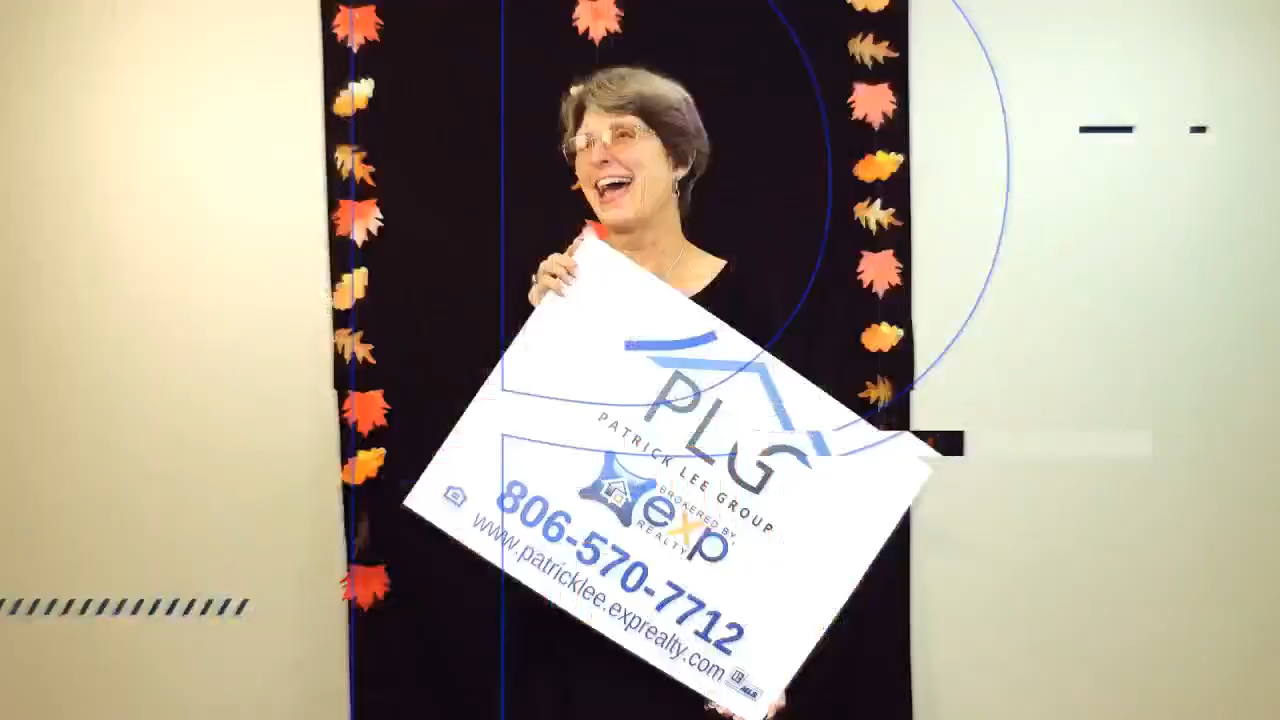 PLG
PATRICK LEE GROUP
BROKERED BY,
exp
REALTY
806-570-7712
www.patricklee.exprealty.com